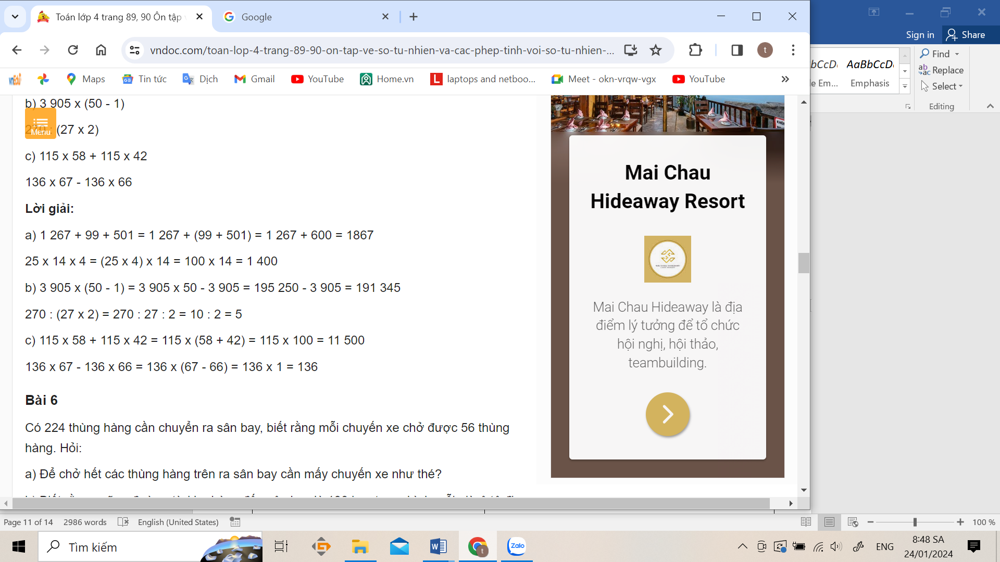 Toán lớp 4 trang 89, 90 Ôn tập
Google
vndoc.com/toan-lop-4-trang-89-90-on-tap-ve-so-tu-nhien-va-cac-phep-tinh-voi-so-tu-nhien-...
t
vnEdu
Maps
Tin tức
Dịch
Gmail
YouTube
Home.vn
L laptops and netboo...
Meet - okn-vrqw-vgx
YouTube
Sign in
Share
Find
Replace
Select
Editing
AaBbCcD
Emphasis
e Em...
b) 3 905 x (50 - 1)
270 : (27 x 2)
Menu
c) 115 x 58 + 115 x 42
136 x 67 - 136 x 66
Lời giải:
a) 1 267 + 99 + 501 = 1 267 + (99 + 501) = 1 267 + 600 = 1867
25 x 14 x 4 = (25 x 4) x 14 = 100 x 14 = 1 400
b) 3 905 x (50 - 1) = 3 905 x 50 - 3 905 = 195 250 - 3 905 = 191 345
270 : (27 x 2) = 270 : 27 : 2 = 10 : 2 = 5
c) 115 x 58 + 115 x 42 = 115 x (58 + 42) = 115 x 100 = 11 500
136 x 67 - 136 x 66 = 136 x (67 - 66) = 136 x 1 = 136
Bài 6
Có 224 thùng hàng cần chuyển ra sân bay, biết rằng mỗi chuyến xe chở được 56 thùng
hàng. Hỏi:
a) Để chở hết các thùng hàng trên ra sân bay cần mấy chuyến xe như thé?
Mai Chau
Hideaway Resort
Mai Chau Hideaway là địa
điểm lý tưởng để tổ chức
hội nghị, hội thảo,
teambuilding.
Page 11 of 14
2986 words
English (United States)
100 %
Tìm kiếm
Zalo
t
ENG
8:48 SA
24/01/2024